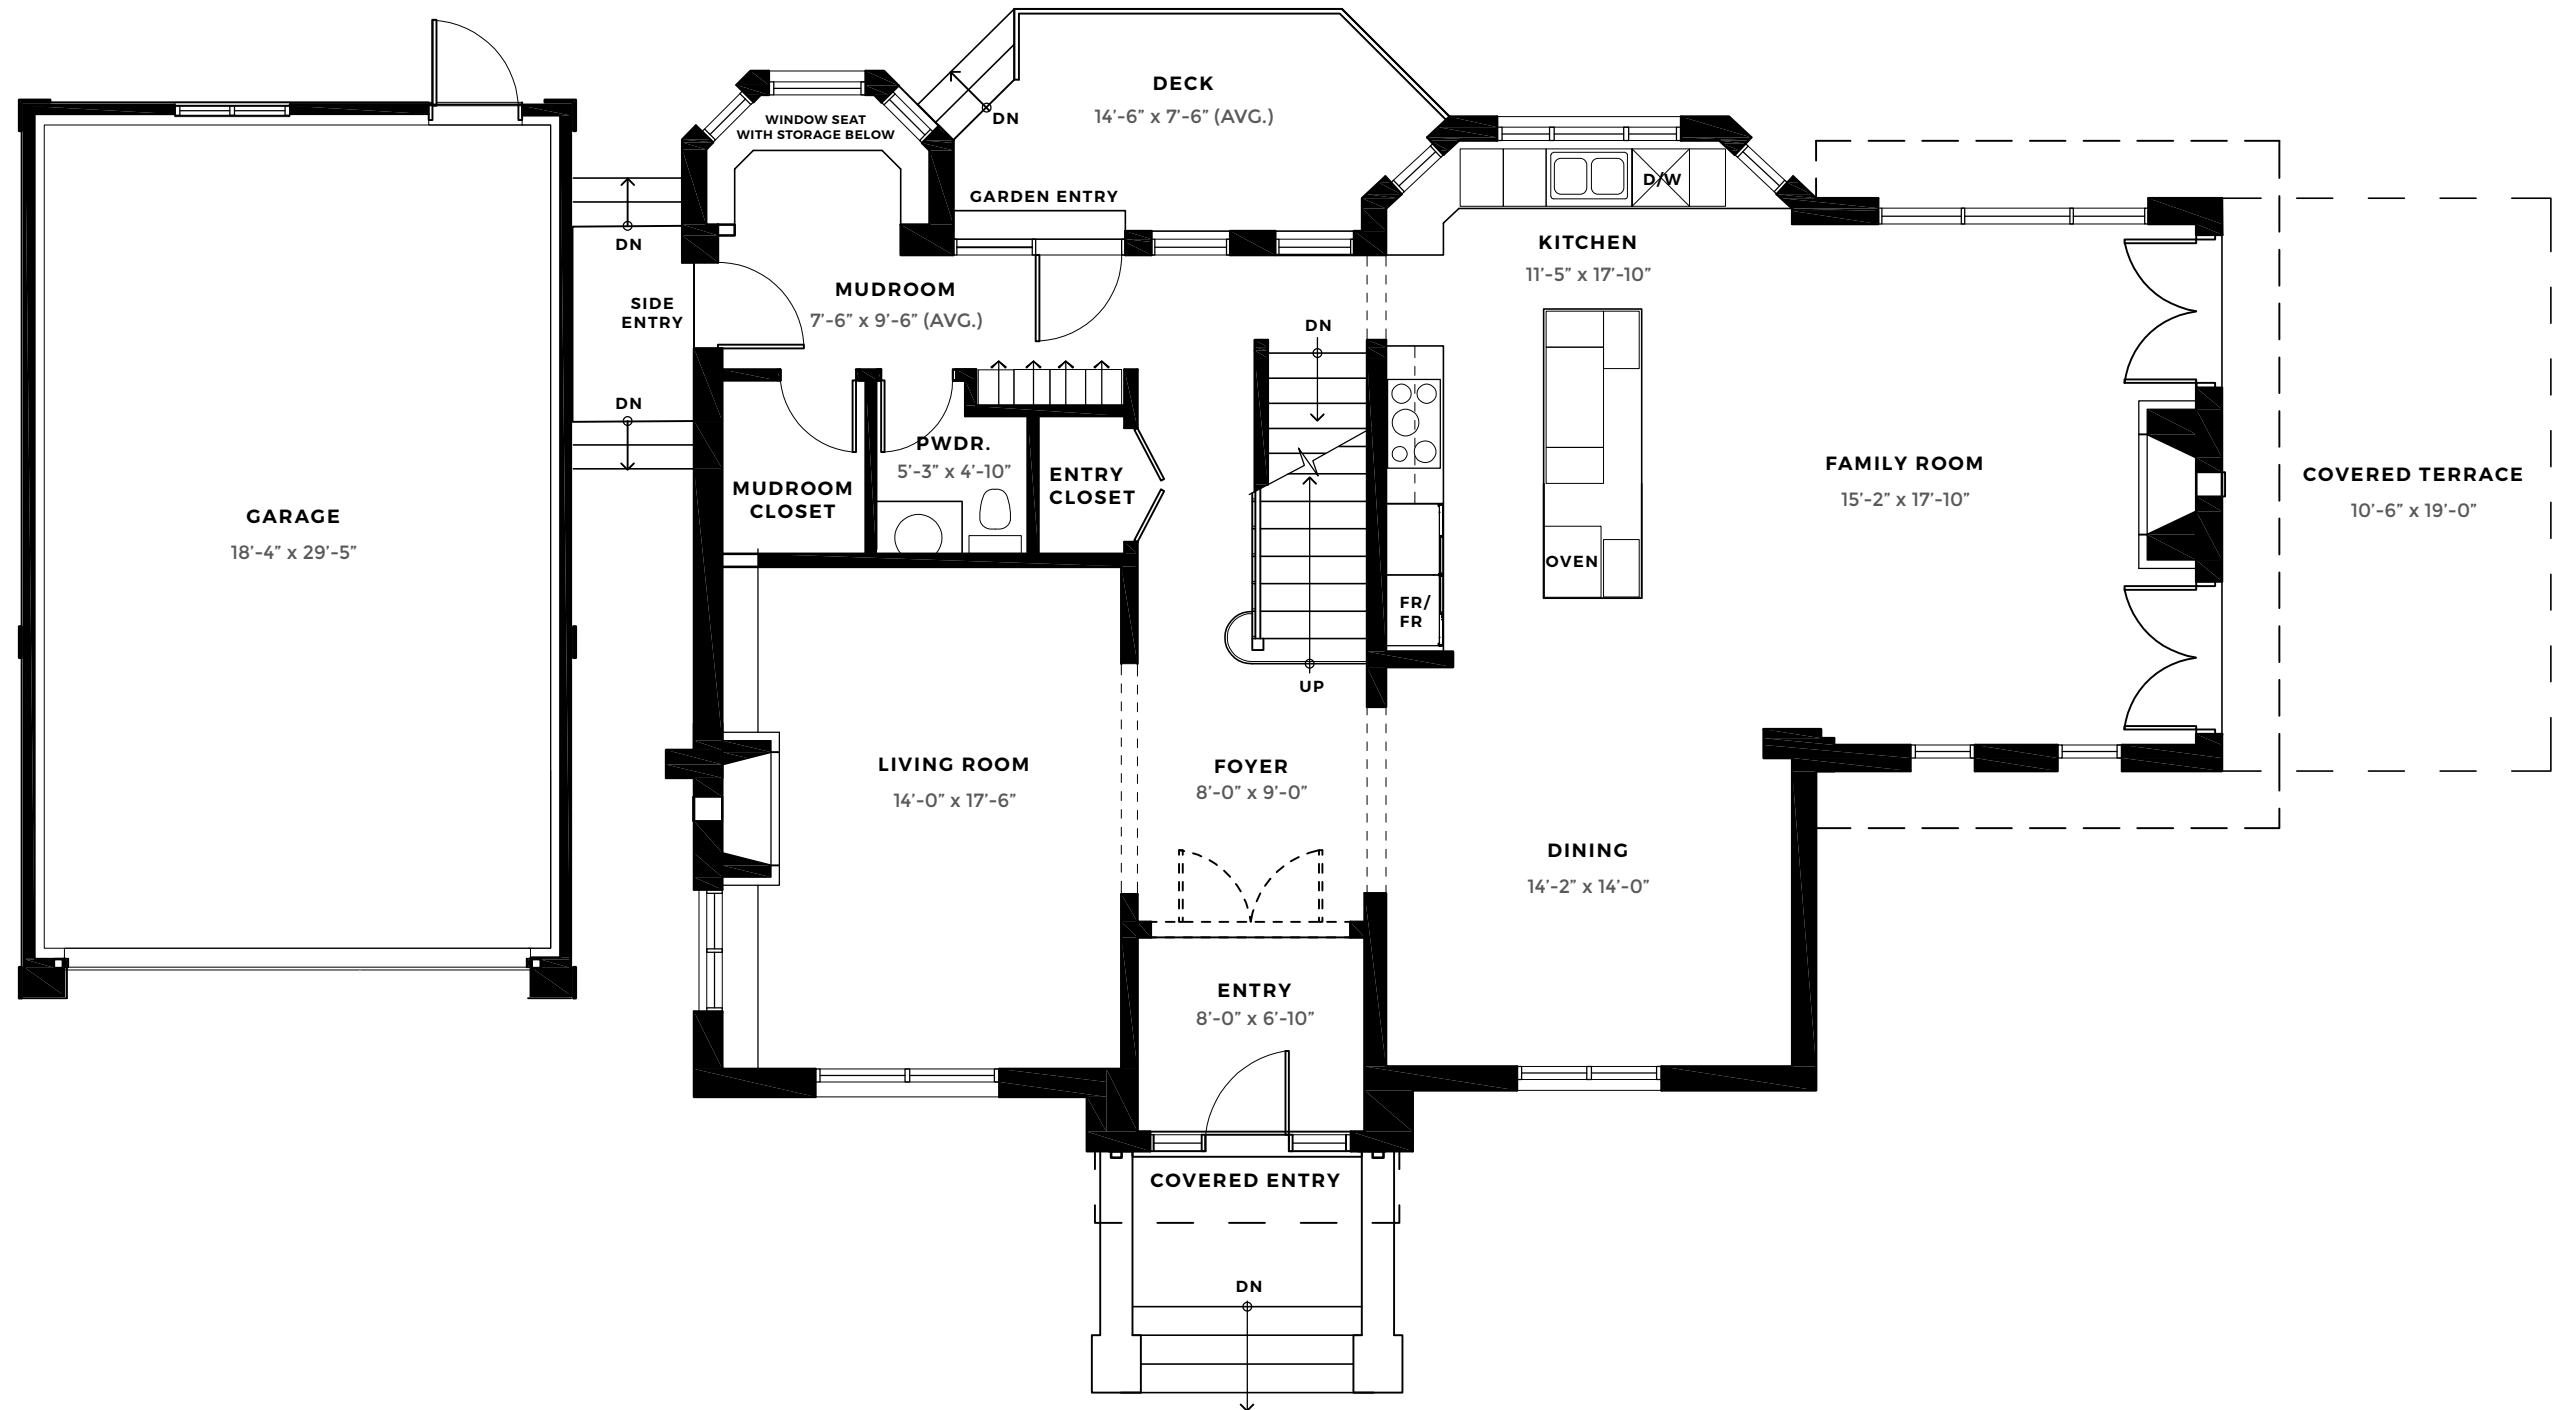 DECK
14’-6” x 7’-6” (AVG.)
DN
WINDOW SEAT
WITH STORAGE BELOW
GARDEN ENTRY
D/W
DN
KITCHEN
11’-5” x 17’-10”
MUDROOM
7’-6” x 9’-6” (AVG.)
SIDE
ENTRY
DN
DN
PWDR.
5’-3” x 4’-10”
MUDROOM
CLOSET
ENTRY
CLOSET
FAMILY ROOM
15’-2” x 17’-10”
COVERED TERRACE
10’-6” x 19’-0”
GARAGE
18’-4” x 29’-5”
OVEN
FR/
FR
UP
LIVING ROOM
14’-0” x 17’-6”
FOYER
8’-0” x 9’-0”
DINING
14’-2” x 14’-0”
ENTRY
8’-0” x 6’-10”
COVERED ENTRY
DN